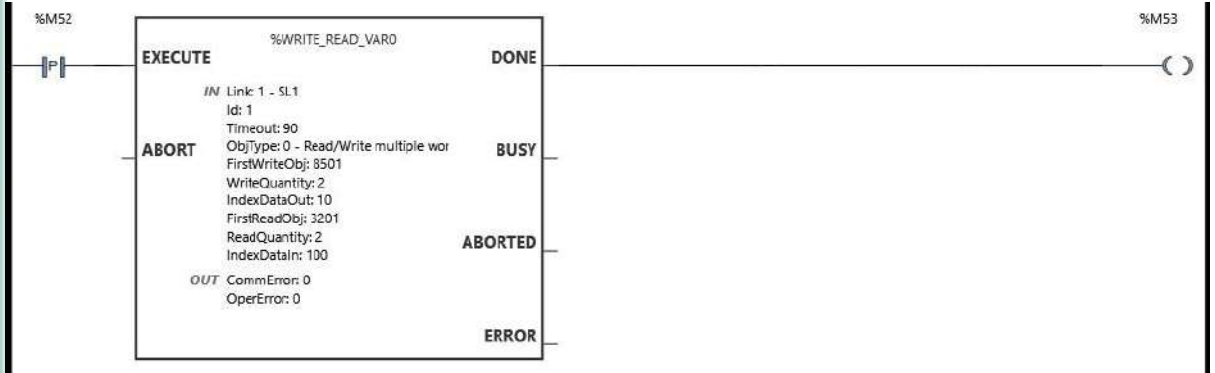 %M52
%M53
P
%WRITE_READ_VAR0
EXECUTE
DONE
IN Link: 1 - SL1
Id: 1
Timeout: 90
ABORT
ObjType: 0 - Read/Write multiple wor
BUSY
FirstWriteObj: 8501
WriteQuantity: 2
IndexDataOut: 10
FirstReadObj: 3201
ReadQuantity: 2
ABORTED
IndexDataIn: 100
OUT CommError: 0
OperError: 0
ERROR